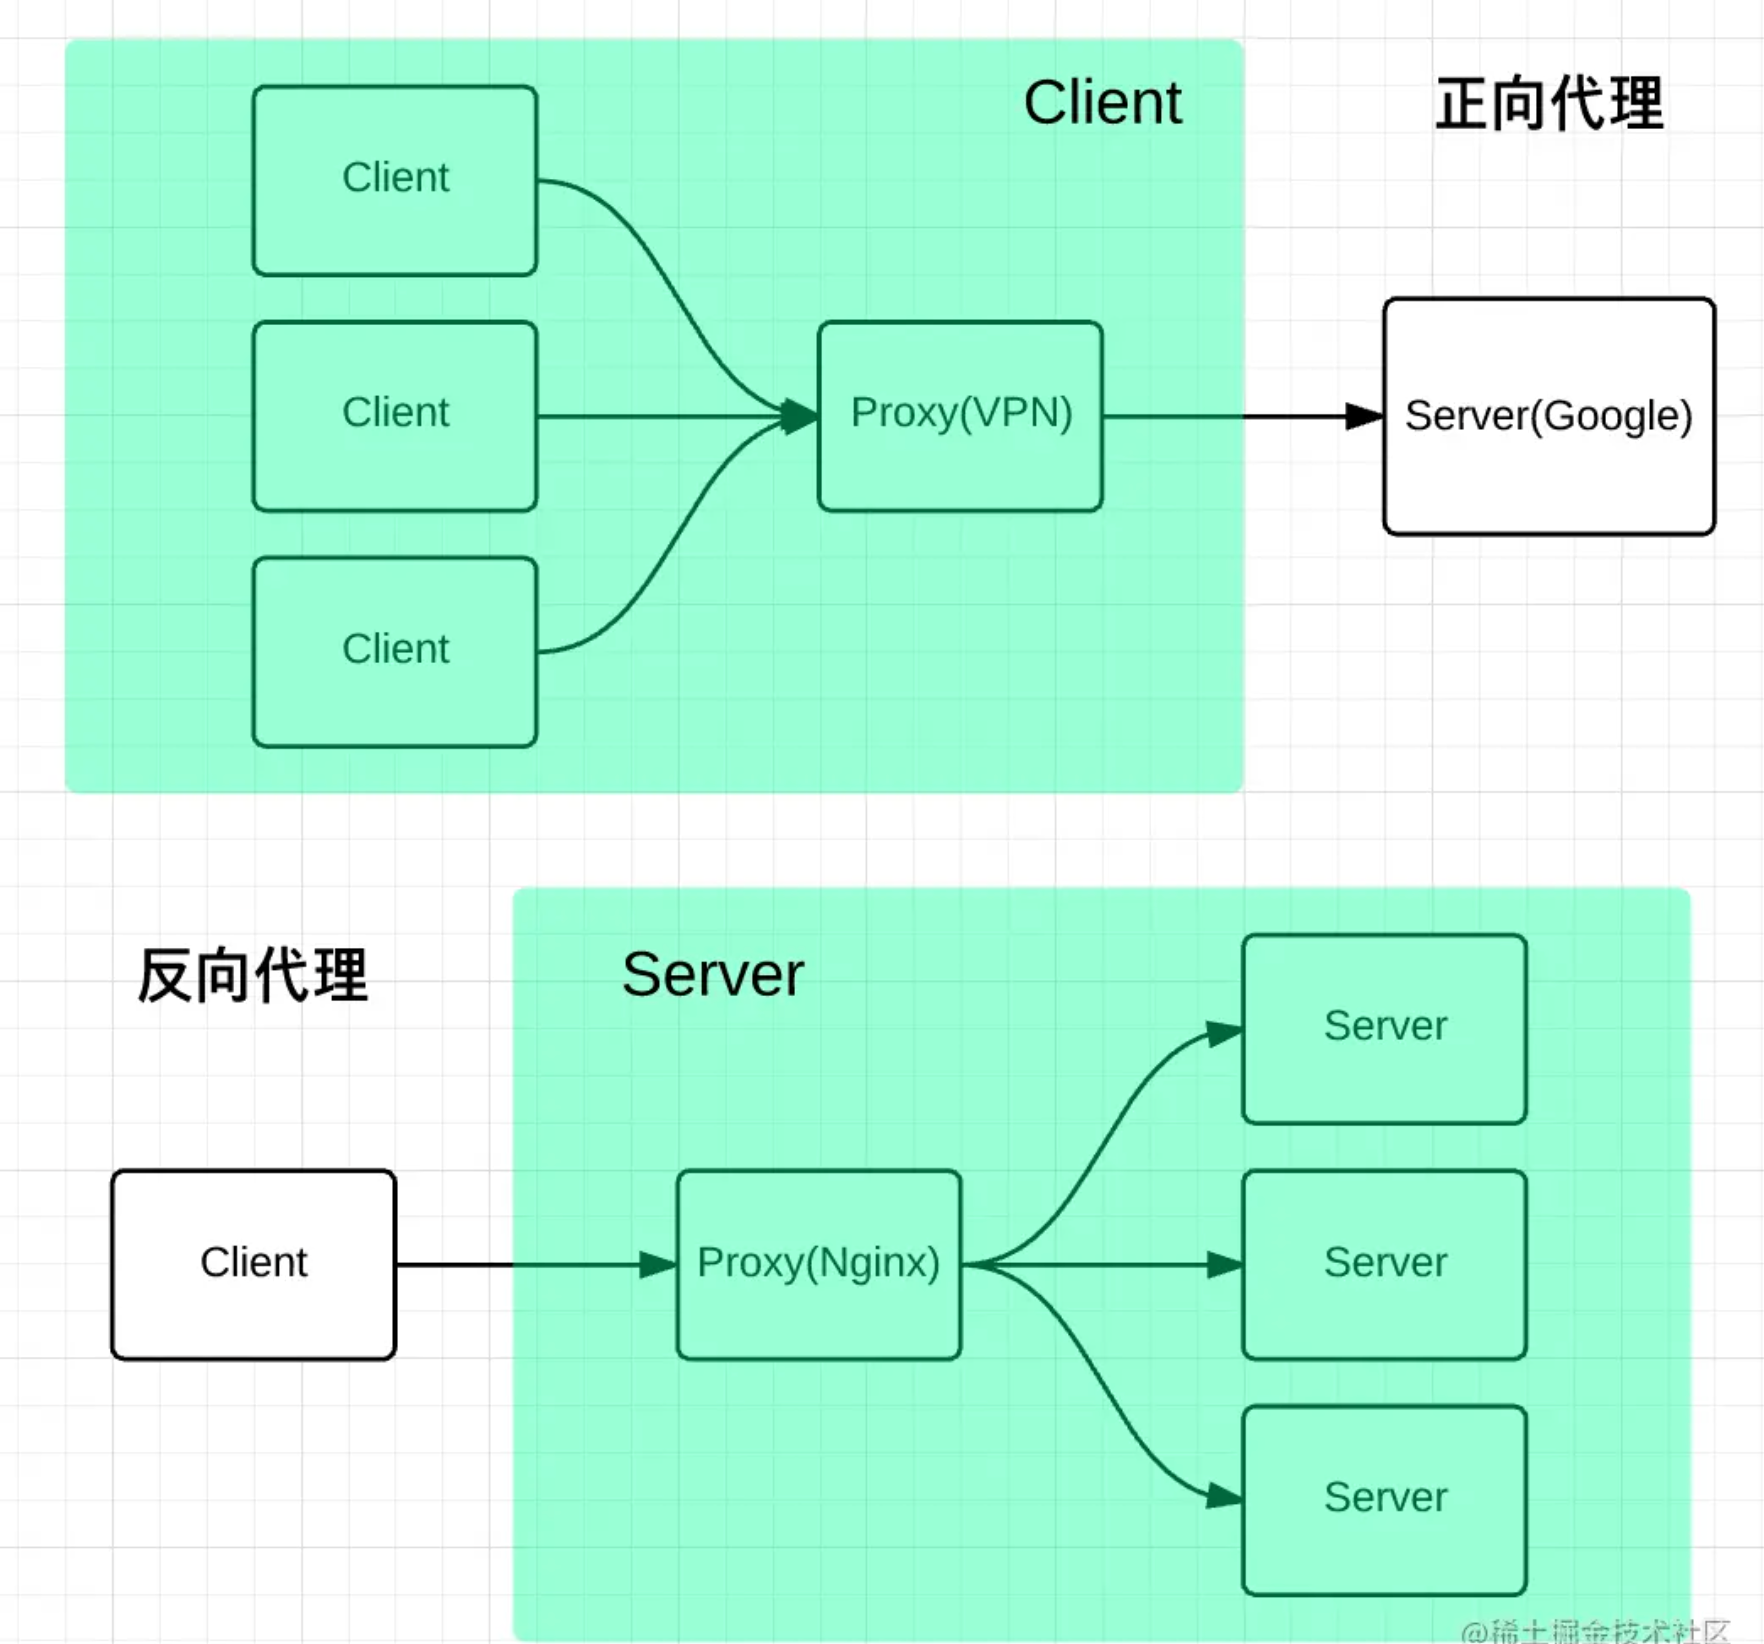 Client
正向代理
Client
Client
Proxy(VPN)
Server(Google)
Client
反向代理
Server
Server
Client
Proxy(Nginx)
Server
Server
@稀土掘金技术社区